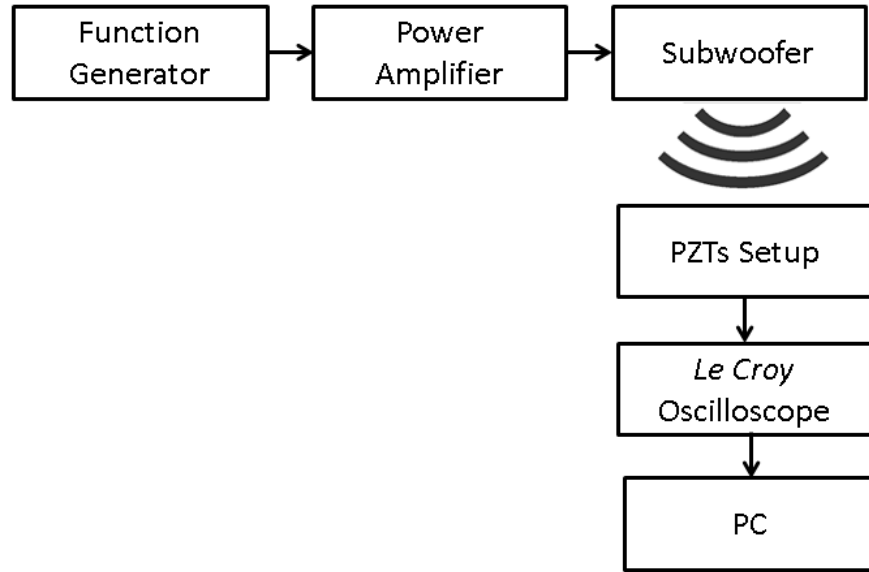 Function
Generator
Power
Amplifier
Subwoofer
PZTs Setup
Le Croy
Oscilloscope
PC